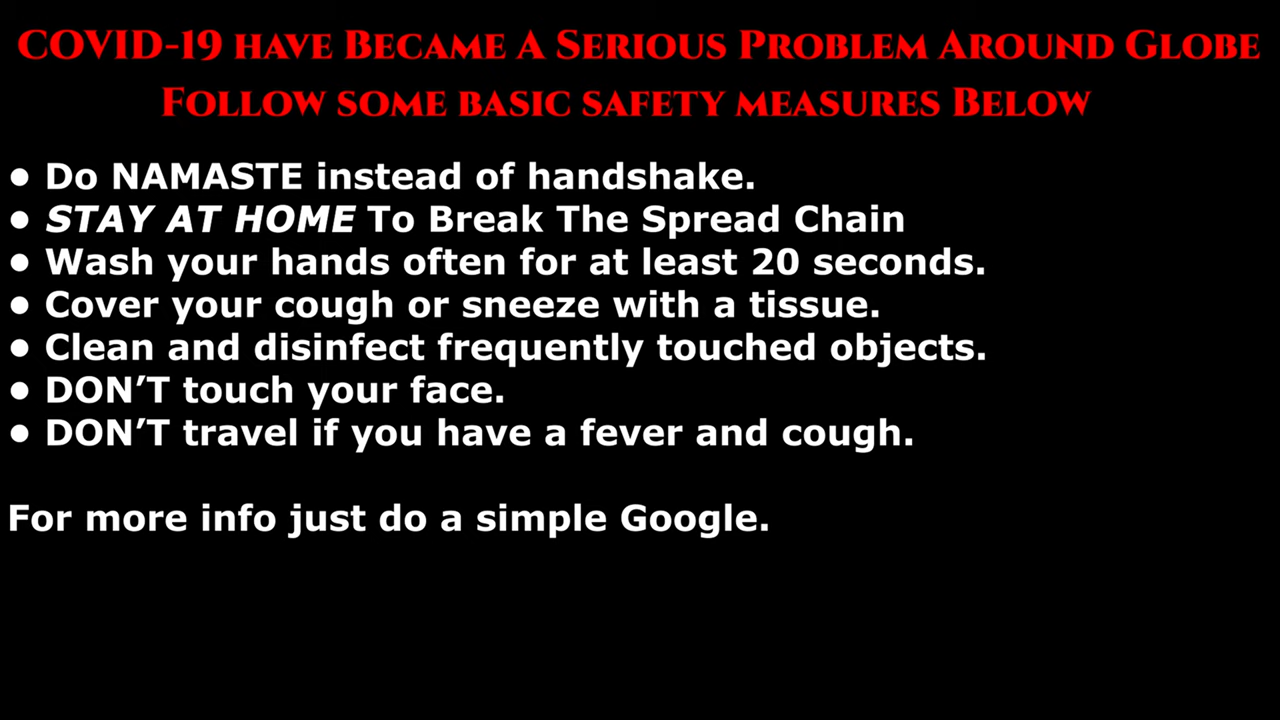 COVID-19 have Became A Serious Problem Around Globe
Follow some basic safety measures Below
• Do NAMASTE instead of handshake.
• STAY AT HOME To Break The Spread Chain
• Wash your hands often for at least 20 seconds.
• Cover your cough or sneeze with a tissue.
• Clean and disinfect frequently touched objects.
• DON’T touch your face.
• DON’T travel if you have a fever and cough.
For more info just do a simple Google.